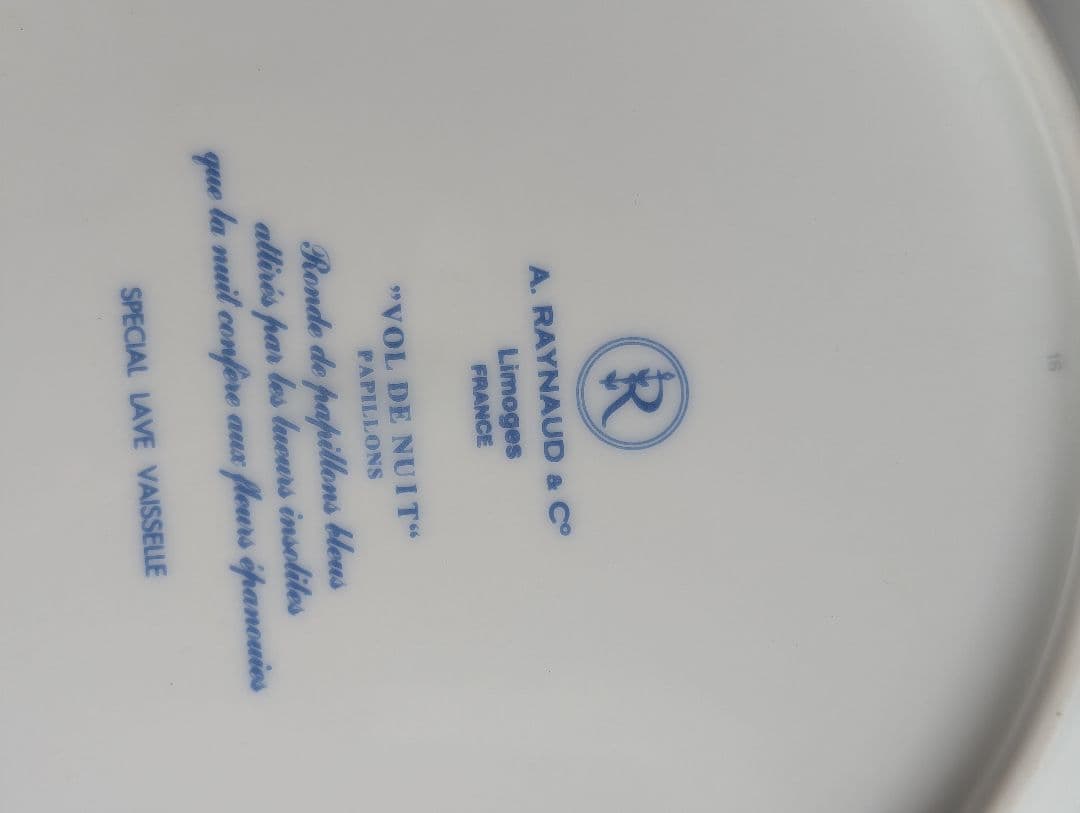 R
A. RAYNAUD & Cº
Limoges
FRANCE
"VOL DE NUIT"
PAPILLONS
Ronde de papillons bleus
attirés par les lueurs insolites
que la nuit confère aux fleurs épanouies
SPECIAL LAVE VAISSELLE